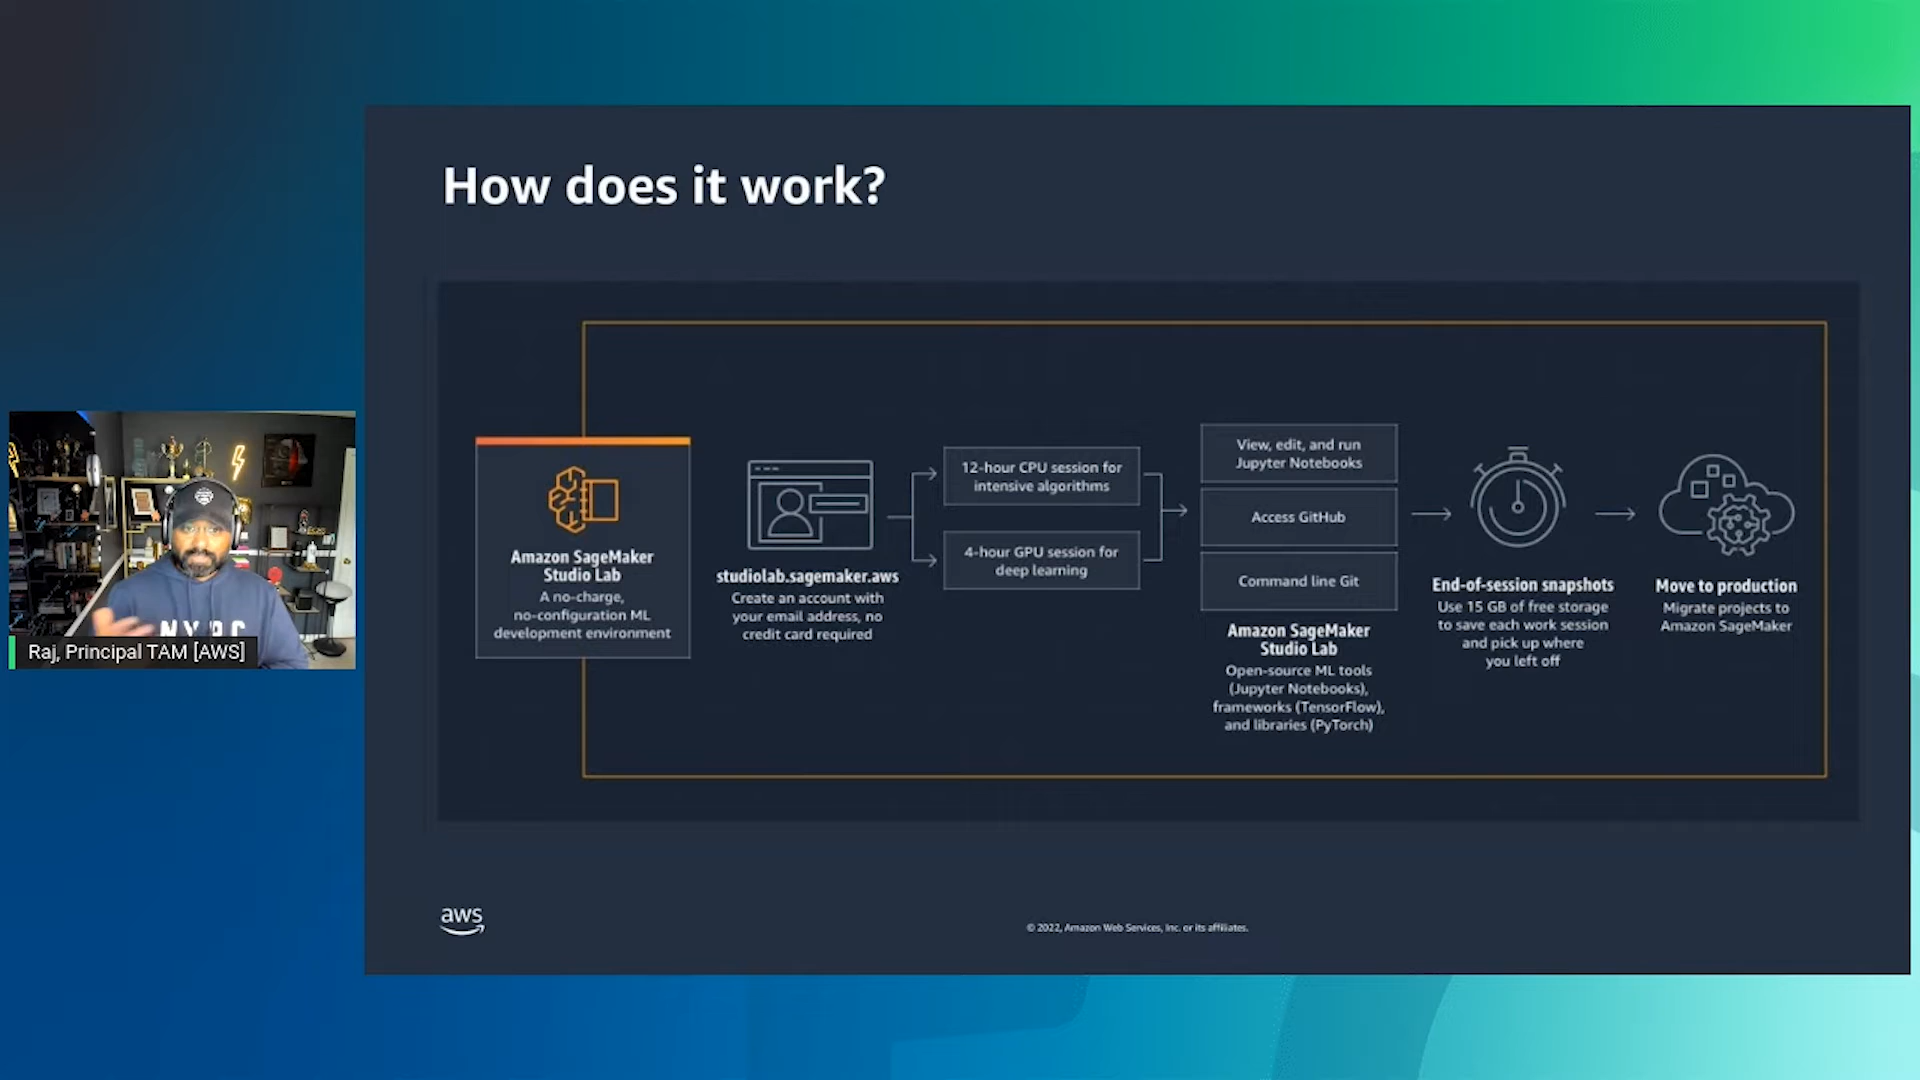 How does it work?
Amazon SageMaker
Studio Lab
A no-charge,
no-configuration ML
development environment
studiolab.sagemaker.aws
Create an account with
your email address, no
credit card required
12-hour CPU session for
intensive algorithms
4-hour GPU session for
deep learning
View, edit, and run
Jupyter Notebooks
Access GitHub
Command line Git
Amazon SageMaker
Studio Lab
Open-source ML tools
(Jupyter Notebooks),
frameworks (TensorFlow),
and libraries (PyTorch)
End-of-session snapshots
Use 15 GB of free storage
to save each work session
and pick up where
you left off
Move to production
Migrate projects to
Amazon SageMaker
Raj, Principal TAM [AWS]
aws
© 2022, Amazon Web Services, Inc. or its affiliates.